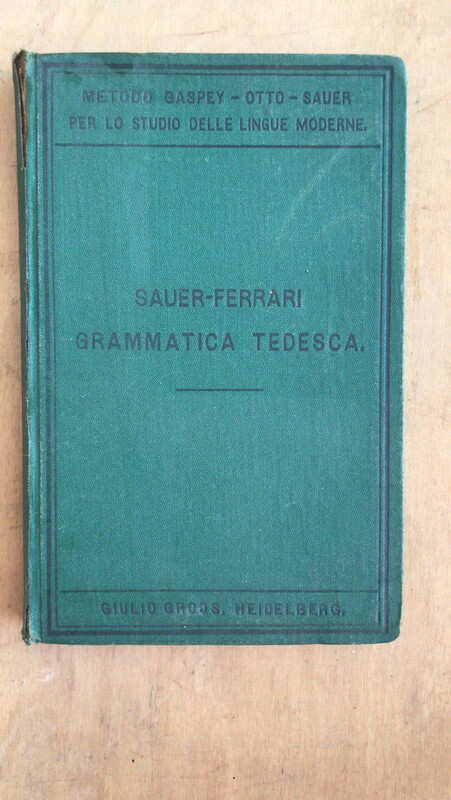 METODO GASPEY – OTTO – SAUER
PER LO STUDIO DELLE LINGUE MODERNE.
SAUER-FERRARI
GRAMMATICA TEDESCA.
GIULIO GROOS, HEIDELBERG.